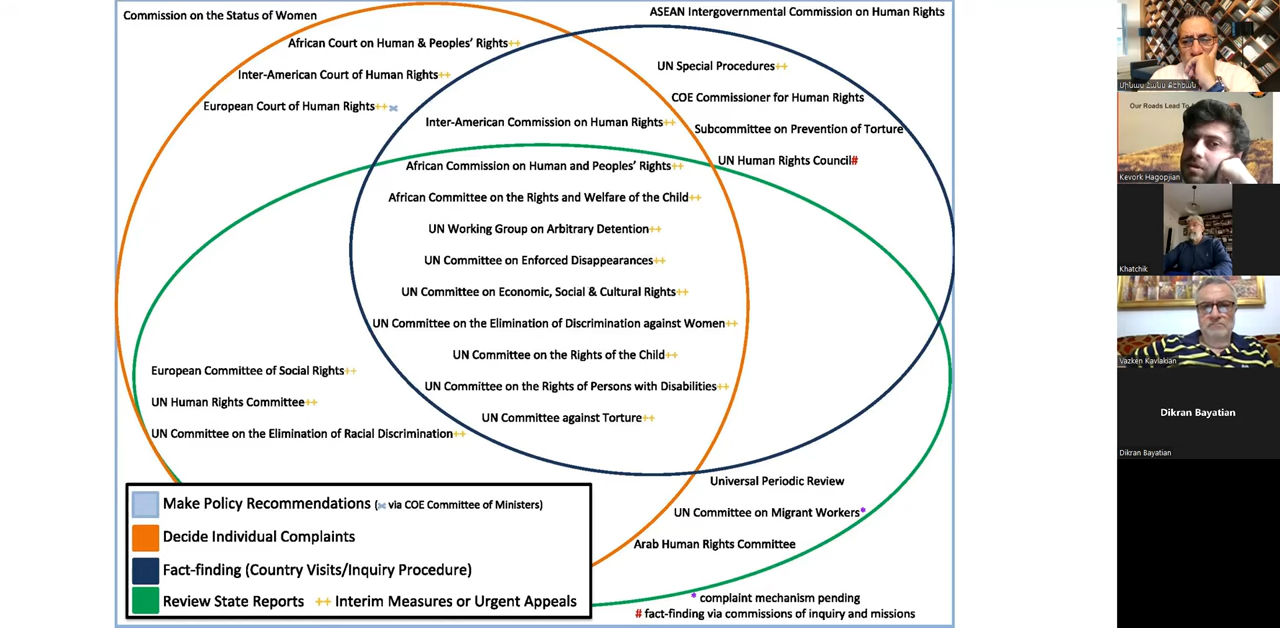 Commission on the Status of Women
ASEAN Intergovernmental Commission on Human Rights
African Court on Human & Peoples' Rights++
Inter-American Court of Human Rights++
European Court of Human Rights++
UN Special Procedures++
COE Commissioner for Human Rights
Inter-American Commission on Human Rights++
Subcommittee on Prevention of Torture
UN Human Rights Council#
African Commission on Human and Peoples' Rights++
African Committee on the Rights and Welfare of the Child++
UN Working Group on Arbitrary Detention++
UN Committee on Enforced Disappearances++
UN Committee on Economic, Social & Cultural Rights++
UN Committee on the Elimination of Discrimination against Women++
UN Committee on the Rights of the Child++
UN Committee on the Rights of Persons with Disabilities++
UN Committee against Torture++
European Committee of Social Rights++
UN Human Rights Committee++
UN Committee on the Elimination of Racial Discrimination++
Universal Periodic Review
UN Committee on Migrant Workers*
Arab Human Rights Committee
Make Policy Recommendations ( via COE Committee of Ministers)
Decide Individual Complaints
Fact-finding (Country Visits/Inquiry Procedure)
Review State Reports ++ Interim Measures or Urgent Appeals
* complaint mechanism pending
# fact-finding via commissions of inquiry and missions
Our Roads Lead To
Kevork Hagopjian
Khatchik
Vazken Kavlakian
Dikran Bayatian
Dikran Bayatian